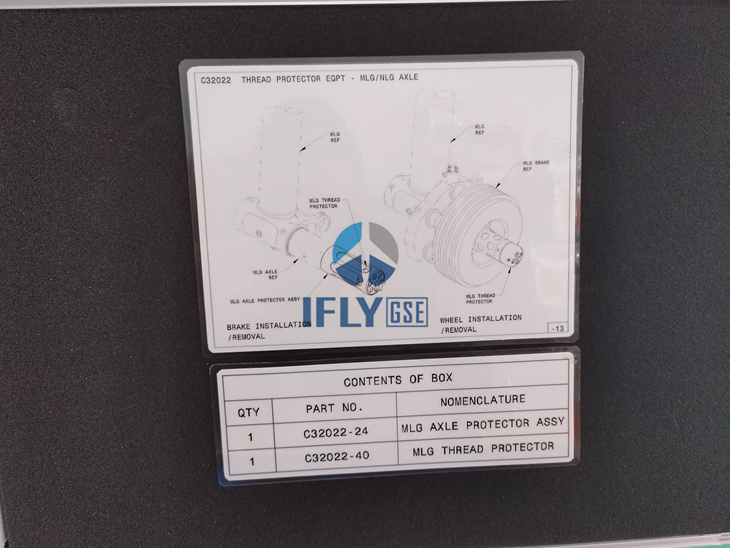 C32022 THREAD PROTECTOR EQPT - MLG/NLG AXLE
MLG
REF
MLG
REF
MLG BRAKE
REF
MLG THREAD
PROTECTOR
MLG AXLE
REF
MLG AXLE PROTECTOR ASSY
MLG THREAD
PROTECTOR
IFLY GSE
BRAKE INSTALLATION
/REMOVAL
WHEEL INSTALLATION
/REMOVAL
-13
CONTENTS OF BOX
QTY PART NO. NOMENCLATURE
1 C32022-24 MLG AXLE PROTECTOR ASSY
1 C32022-40 MLG THREAD PROTECTOR